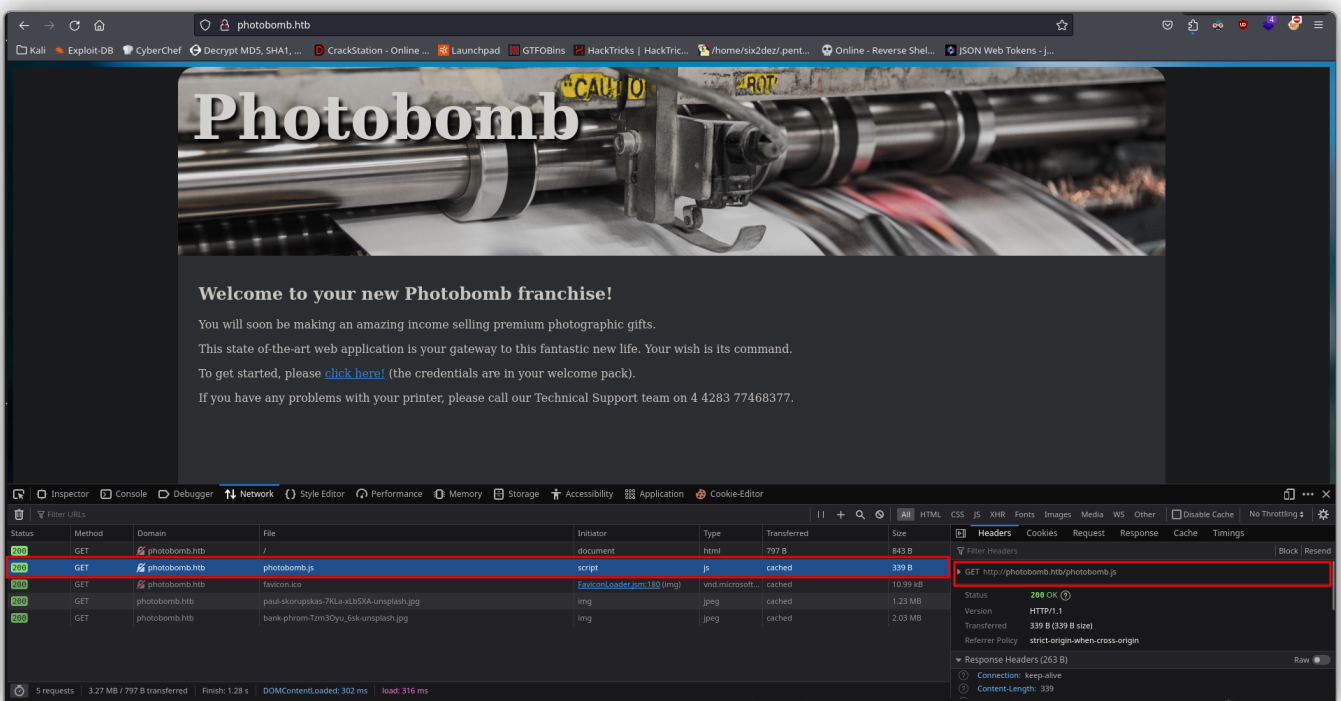 photobomb.htb
4
Kali Exploit-DB CyberChef Decrypt MD5, SHA1, ... CrackStation - Online ... Launchpad GTFOBins HackTricks | HackTric... /home/six2dez/.pent... Online - Reverse Shel... JSON Web Tokens - j...
"CAU IO
ROT
Photobomb
Welcome to your new Photobomb franchise!
You will soon be making an amazing income selling premium photographic gifts.
This state of-the-art web application is your gateway to this fantastic new life. Your wish is its command.
To get started, please click here! (the credentials are in your welcome pack).
If you have any problems with your printer, please call our Technical Support team on 4 4283 77468377.
Inspector Console Debugger Network Style Editor Performance Memory Storage Accessibility Application Cookie-Editor
Filter URLs All HTML CSS JS XHR Fonts Images Media WS Other Disable Cache No Throttling
Status Method Domain File Initiator Type Transferred Size Headers Cookies Request Response Cache Timings
200 GET photobomb.htb / document html 797 B 843 B Filter Headers Block Resend
200 GET photobomb.htb photobomb.js script js cached 339 B GET http://photobomb.htb/photobomb.js
200 GET photobomb.htb favicon.ico FaviconLoader.jsm:180 (img) vnd.microsoft... cached 10.99 kB
200 GET photobomb.htb paul-skorupskas-7KLa-xLbSXA-unsplash.jpg img jpeg cached 1.23 MB Status 200 OK
200 GET photobomb.htb bank-phrom-Tzm3Oyu_6sk-unsplash.jpg img jpeg cached 2.03 MB Version HTTP/1.1
Transferred 339 B (339 B size)
Referrer Policy strict-origin-when-cross-origin
Response Headers (263 B) Raw
Connection: keep-alive
5 requests 3.27 MB / 797 B transferred Finish: 1.28 s DOMContentLoaded: 302 ms load: 316 ms Content-Length: 339